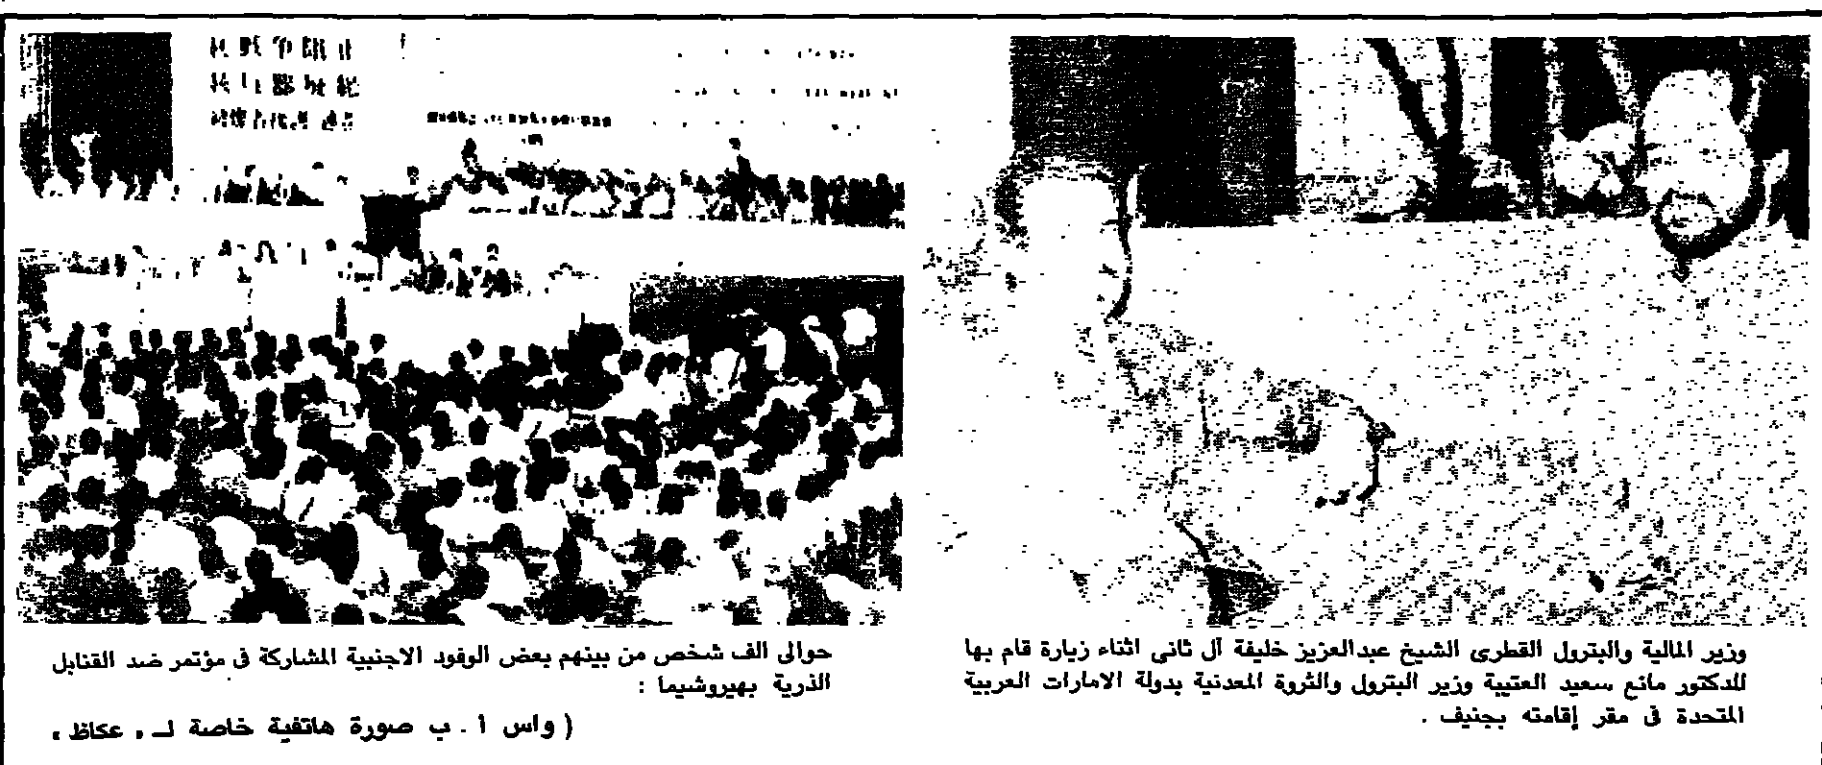 وزير المالية والبترول القطرى الشيخ عبدالعزيز خليفة آل ثانى اثناء زيارة قام بها
للدكتور مانع سعيد العتيبة وزير البترول والثروة المعدنية بدولة الامارات العربية
المتحدة فى مقر إقامته بجنيف .
حوالى الف شخص من بينهم بعض الوفود الاجنبية المشاركة فى مؤتمر ضد القنابل
الذرية بهيروشيما :
( واس أ . ب صورة هاتفية خاصة لـ « عكاظ »